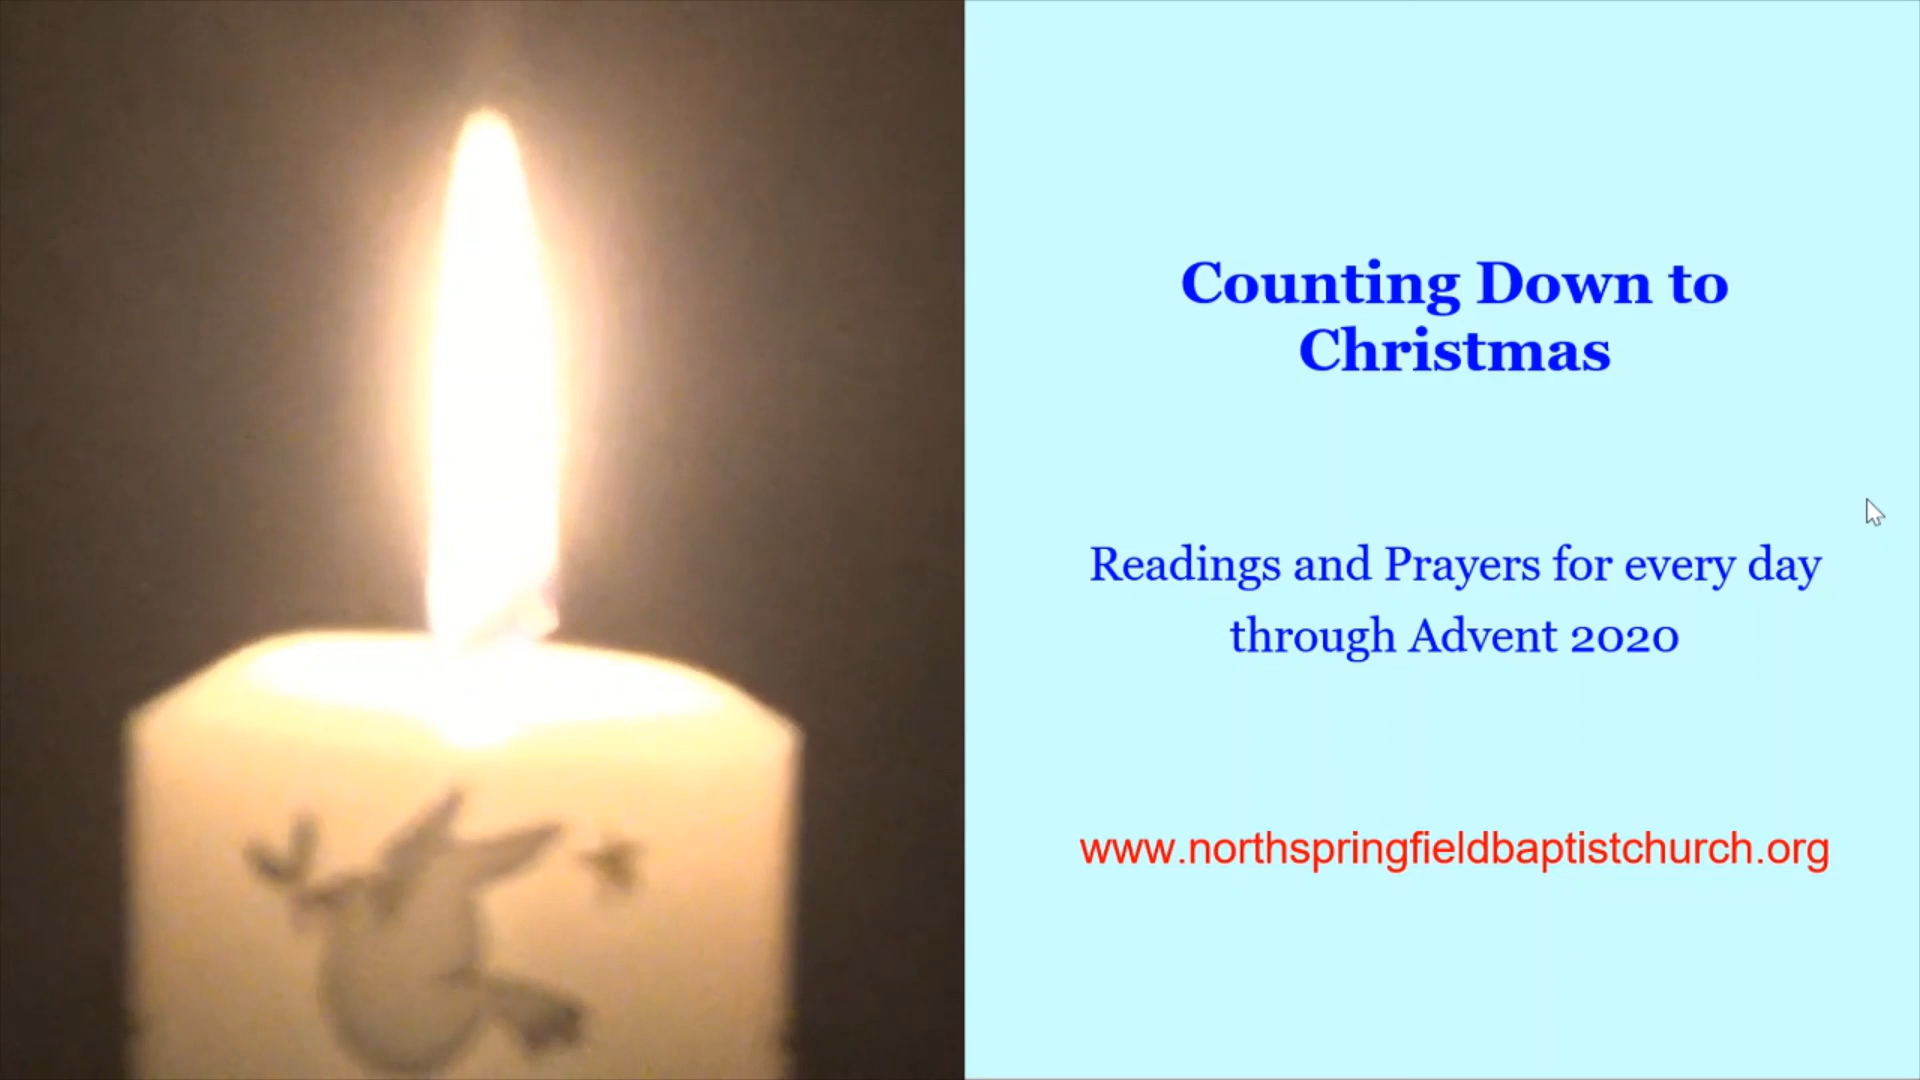 Counting Down to
Christmas
Readings and Prayers for every day
through Advent 2020
www.northspringfieldbaptistchurch.org